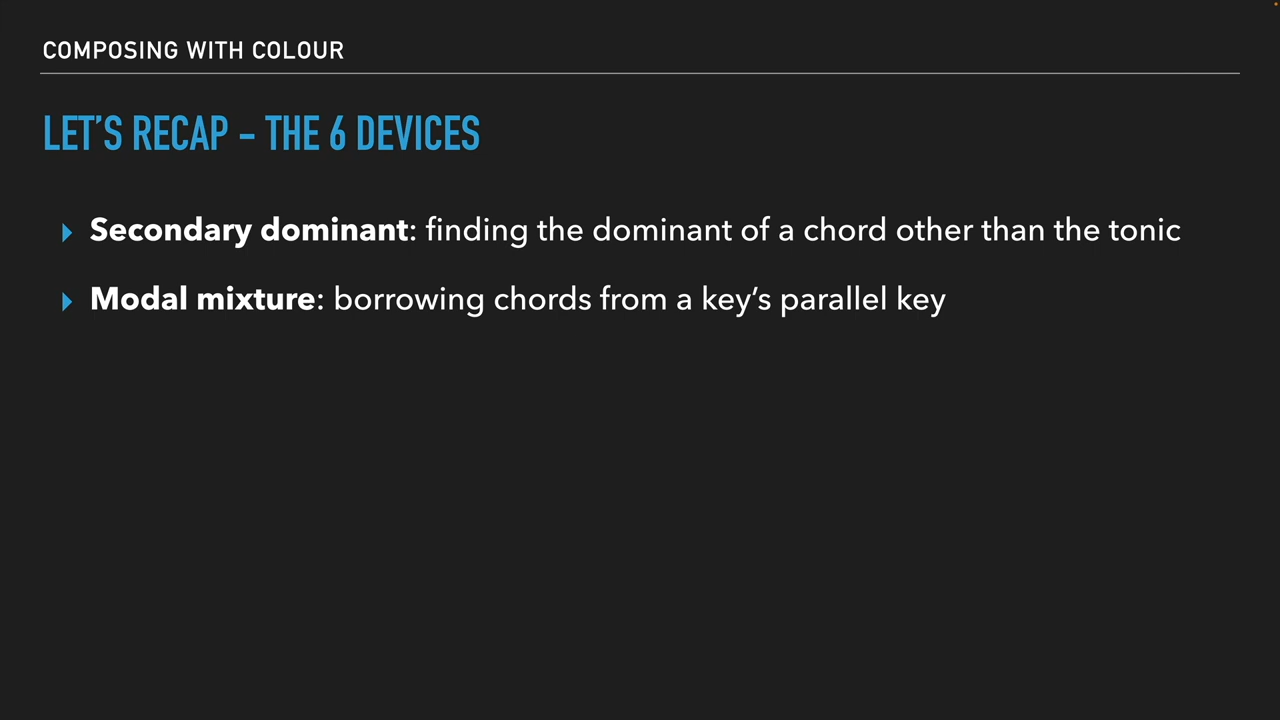 COMPOSING WITH COLOUR
LET'S RECAP – THE 6 DEVICES
Secondary dominant: finding the dominant of a chord other than the tonic
Modal mixture: borrowing chords from a key’s parallel key